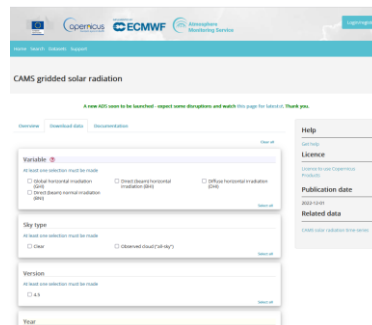 Copernicus
ECMWF
Atmosphere
Monitoring Service
Home Search Datasets Support
CAMS gridded solar radiation
A new ADS soon to be launched - expect some disruptions and watch this page for latest. Thank you.
Overview Download data Documentation
Clear all
Variable
At least one selection must be made
Global horizontal irradiation
(GHI)
Direct (beam) horizontal
irradiation (BHI)
Diffuse horizontal irradiation
(DHI)
Direct (beam) normal irradiation
(BNI)
Select all
Sky type
At least one selection must be made
Clear
Observed cloud ("all sky")
Select all
Version
At least one selection must be made
Select all
Year
Help
Get help
Licence
Licence to use Copernicus
Products
Publication date
2022-12-01
Related data
CAMS solar radiation time-series